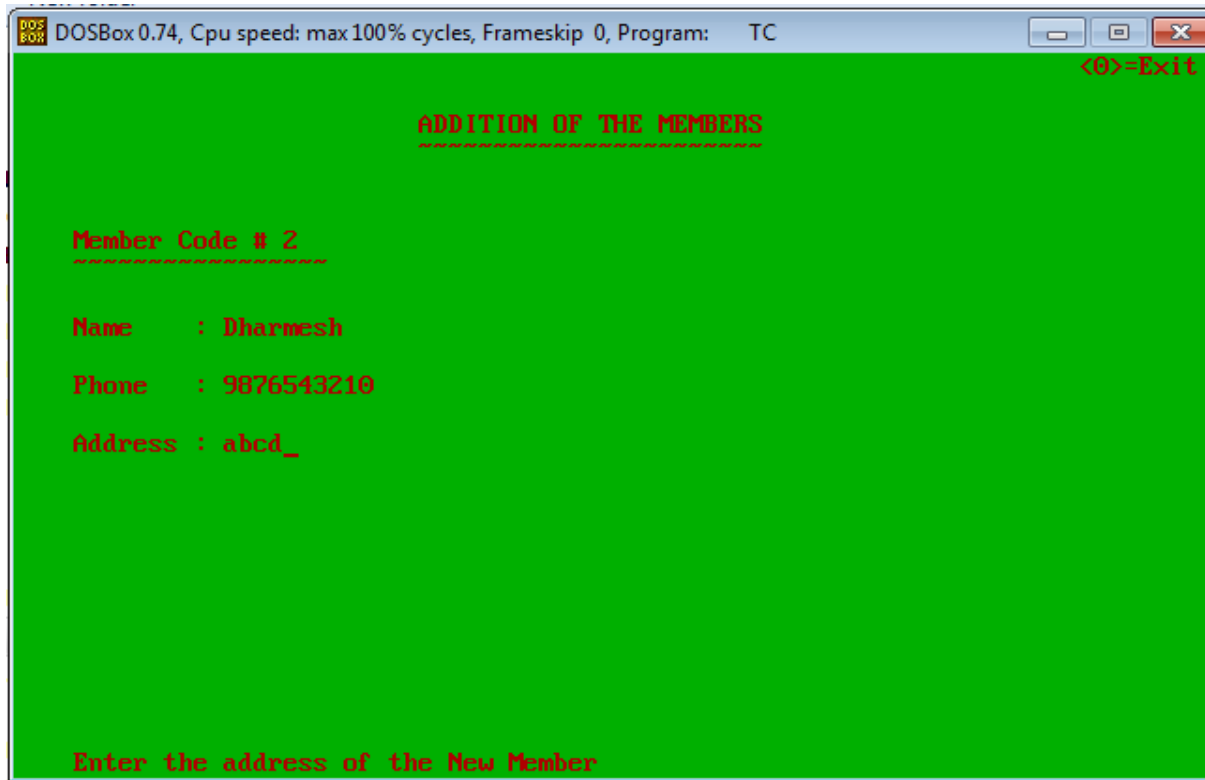 DOSBox 0.74, Cpu speed: max 100% cycles, Frameskip 0, Program: TC
<0>=Exit
ADDITION OF THE MEMBERS
~~~~~~~~~~~~~~~~~~~~~~~
Member Code # 2
~~~~~~~~~~~~~~~~~
Name : Dharmesh
Phone : 9876543210
Address : abcd_
Enter the address of the New Member